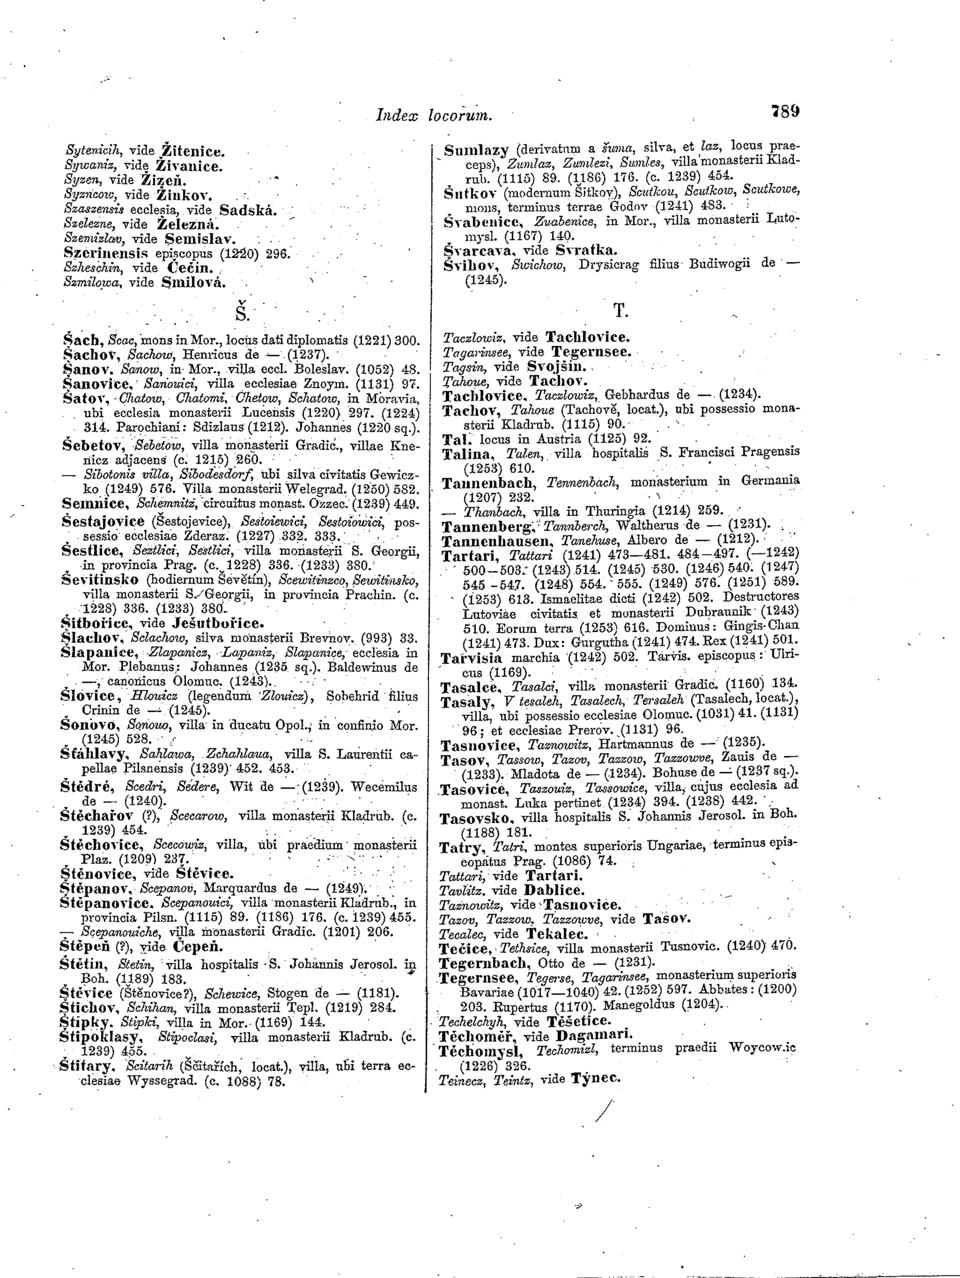 Index locorum. 789
Sytenicih, vide Žitenice.
Sywaniz, vide Živanice.
Syzen, vide Žizeň.
Syzncow, vide Žinkov.
Szaszensis ecclesia, vide Sadská.
Szelezne, vide Železná.
Szemizlav, vide Semislav.
Szerinensis episcopus (1220) 296.
Szheschin, vide Čečin.
Szmilowa, vide Smilová.
Š.
Šach, Scac, mons in Mor., locus dati diplomatis (1221) 300.
Šachov, Sachow, Henricus de — (1237).
Šanov, Sanow, in Mor., villa eccl. Boleslav. (1052) 48.
Šanovice, Sanouici, villa ecclesiae Znoym. (1131) 97.
Šatov, Chatow, Chatomi, Chetow, Schatow, in Moravia,
ubi ecclesia monasterii Lucensis (1220) 297. (1224)
314. Parochiani: Sdizlaus (1212). Johannes (1220 sq.).
Šebetov, Sebetow, villa monasterii Gradic., villae Kne-
nicz adjacens (c. 1215) 260.
— Sibotonis villa, Sibodesdorf, ubi silva civitatis Gewicz-
ko (1249) 576. Villa monasterii Welegrad. (1250) 582.
Šemnice, Schemnitz, circuitus monast. Ozzec. (1239) 449.
Šestajovice (Šestojevice), Sestoiewici, Sestoiowici, pos-
sessio ecclesiae Zderaz. (1227) 332. 333.
Šestlice, Seztlici, Sestlici, villa monasterii S. Georgii,
in provincia Prag. (c. 1228) 336. (1233) 380.
Ševitinsko (hodiernum Ševětín), Scewitinzco, Sewitinsko,
villa monasterii S. Georgii, in provincia Prachin. (c.
1228) 336. (1233) 380.
Šitbořice, vide Ješutbořice.
Šlachov, Sclachow, silva monasterii Brevnov. (993) 33.
Šlapanice, Zlapanicz, Lapaniz, Slapanice, ecclesia in
Mor. Plebanus: Johannes (1235 sq.). Baldewinus de
—, canonicus Olomuc. (1243).
Šlovice, Hlouicz (legendum Zlouicz), Sobehrid filius
Crinin de — (1245).
Šonovo, Sonouo, villa in ducatu Opol., in confinio Mor.
(1245) 528.
Šťáhlavy, Sahlawa, Zchahlaua, villa S. Laurentii ca-
pellae Pilsnensis (1239) 452. 453.
Štědré, Scedri, Sedere, Wit de — (1239). Wecemilus
de — (1240).
Štěchařov (?), Scecarow, villa monasterii Kladrub. (c.
1239) 454.
Štěchovice, Scecowiz, villa, ubi praedium monasterii
Plaz. (1209) 237.
Štěnovice, vide Štěvice.
Štěpanov, Scepanov, Marquardus de — (1249).
Štěpanovice, Scepanouici, villa monasterii Kladrub., in
provincia Pilsn. (1115) 89. (1186) 176. (c. 1239) 455.
— Scepanouiche, villa monasterii Gradic. (1201) 206.
Štěpeň (?), vide Čepeň.
Štětín, Stetin, villa hospitalis S. Johannis Jerosol. in
Boh. (1189) 183.
Štěvice (Štěnovice?), Schewice, Stogen de — (1181).
Štichov, Schihan, villa monasterii Tepl. (1219) 284.
Štipky, Stipki, villa in Mor. (1169) 144.
Štipoklasy, Stipoclasi, villa monasterii Kladrub. (c.
1239) 455.
Štitary, Scitarih (Ščitařích, locat.), villa, ubi terra ec-
clesiae Wyssegrad. (c. 1088) 78.
Šumlazy (derivatum a šuma, silva, et laz, locus prae-
ceps), Zumlaz, Zumlezi, Sumles, villa monasterii Klad-
rub. (1115) 89. (1186) 176. (c. 1239) 454.
Šutkov (modernum Šitkov), Scutkou, Scutkow, Scutkowe,
mons, terminus terrae Godov (1241) 483.
Švabenice, Zuabenice, in Mor., villa monasterii Luto-
mysl. (1167) 140.
Švarcava, vide Svratka.
Švihov, Swichow, Drysicrag filius Budiwogii de —
(1245).
T.
Taczlowiz, vide Tachlovice.
Tagarinsee, vide Tegernsee.
Tagsin, vide Svojšín.
Tahoue, vide Tachov.
Tachlovice, Taczlowiz, Gebhardus de — (1234).
Tachov, Tahoue (Tachově, locat.), ubi possessio mona-
sterii Kladrub. (1115) 90.
Tal, locus in Austria (1125) 92.
Talina, Talen, villa hospitalis S. Francisci Pragensis
(1253) 610.
Tannenbach, Tennenbach, monasterium in Germania
(1207) 232.
— Thanbach, villa in Thuringia (1214) 259.
Tannenberg, Tannberch, Waltherus de — (1231).
Tannenhausen, Tanehuse, Albero de — (1212).
Tartari, Tattari (1241) 473—481. 484—497. (—1242)
500—503. (1243) 514. (1245) 530. (1246) 540. (1247)
545—547. (1248) 554. 555. (1249) 576. (1251) 589.
(1253) 613. Ismaelitae dicti (1242) 502. Destructores
Lutoviae civitatis et monasterii Dubraunik (1243)
510. Eorum terra (1253) 616. Dominus: Gingis-Chan
(1241) 473. Dux: Gurgutha (1241) 474. Rex (1241) 501.
Tarvisia marchia (1242) 502. Tarvis. episcopus: Ulri-
cus (1169).
Tasalce, Tasalci, villa monasterii Gradic. (1160) 134.
Tasaly, V tesaleh, Tasalech, Tersaleh (Tasalech, locat.),
villa, ubi possessio ecclesiae Olomuc. (1031) 41. (1131)
96; et ecclesiae Prerov. (1131) 96.
Tasnovice, Taznowitz, Hartmannus de — (1235).
Tasov, Tassow, Tazov, Tazzow, Tazzowve, Zauis de —
(1233). Mladota de — (1234). Bohuse de — (1237 sq.).
Tasovice, Taszouiz, Tassowice, villa, cujus ecclesia ad
monast. Luka pertinet (1234) 394. (1238) 442.
Tasovsko, villa hospitalis S. Johannis Jerosol. in Boh.
(1188) 181.
Tatry, Tatri, montes superioris Ungariae, terminus epis-
copatus Prag. (1086) 74.
Tattari, vide Tartari.
Tavlitz, vide Dablice.
Taznowitz, vide Tasnovice.
Tazov, Tazzow, Tazzowve, vide Tasov.
Tecalec, vide Tekalec.
Tečice, Tethsice, villa monasterii Tusnovic. (1240) 470.
Tegernbach, Otto de — (1231).
Tegernsee, Tegerse, Tagarinsee, monasterium superioris
Bavariae (1017—1040) 42. (1252) 597. Abbates: (1200)
203. Rupertus (1170). Manegoldus (1204).
Techelchyh, vide Těšetice.
Těchoměř, vide Dagamari.
Těchomysl, Techomizl, terminus praedii Woycowic
(1226) 326.
Teinecz, Teintz, vide Týnec.